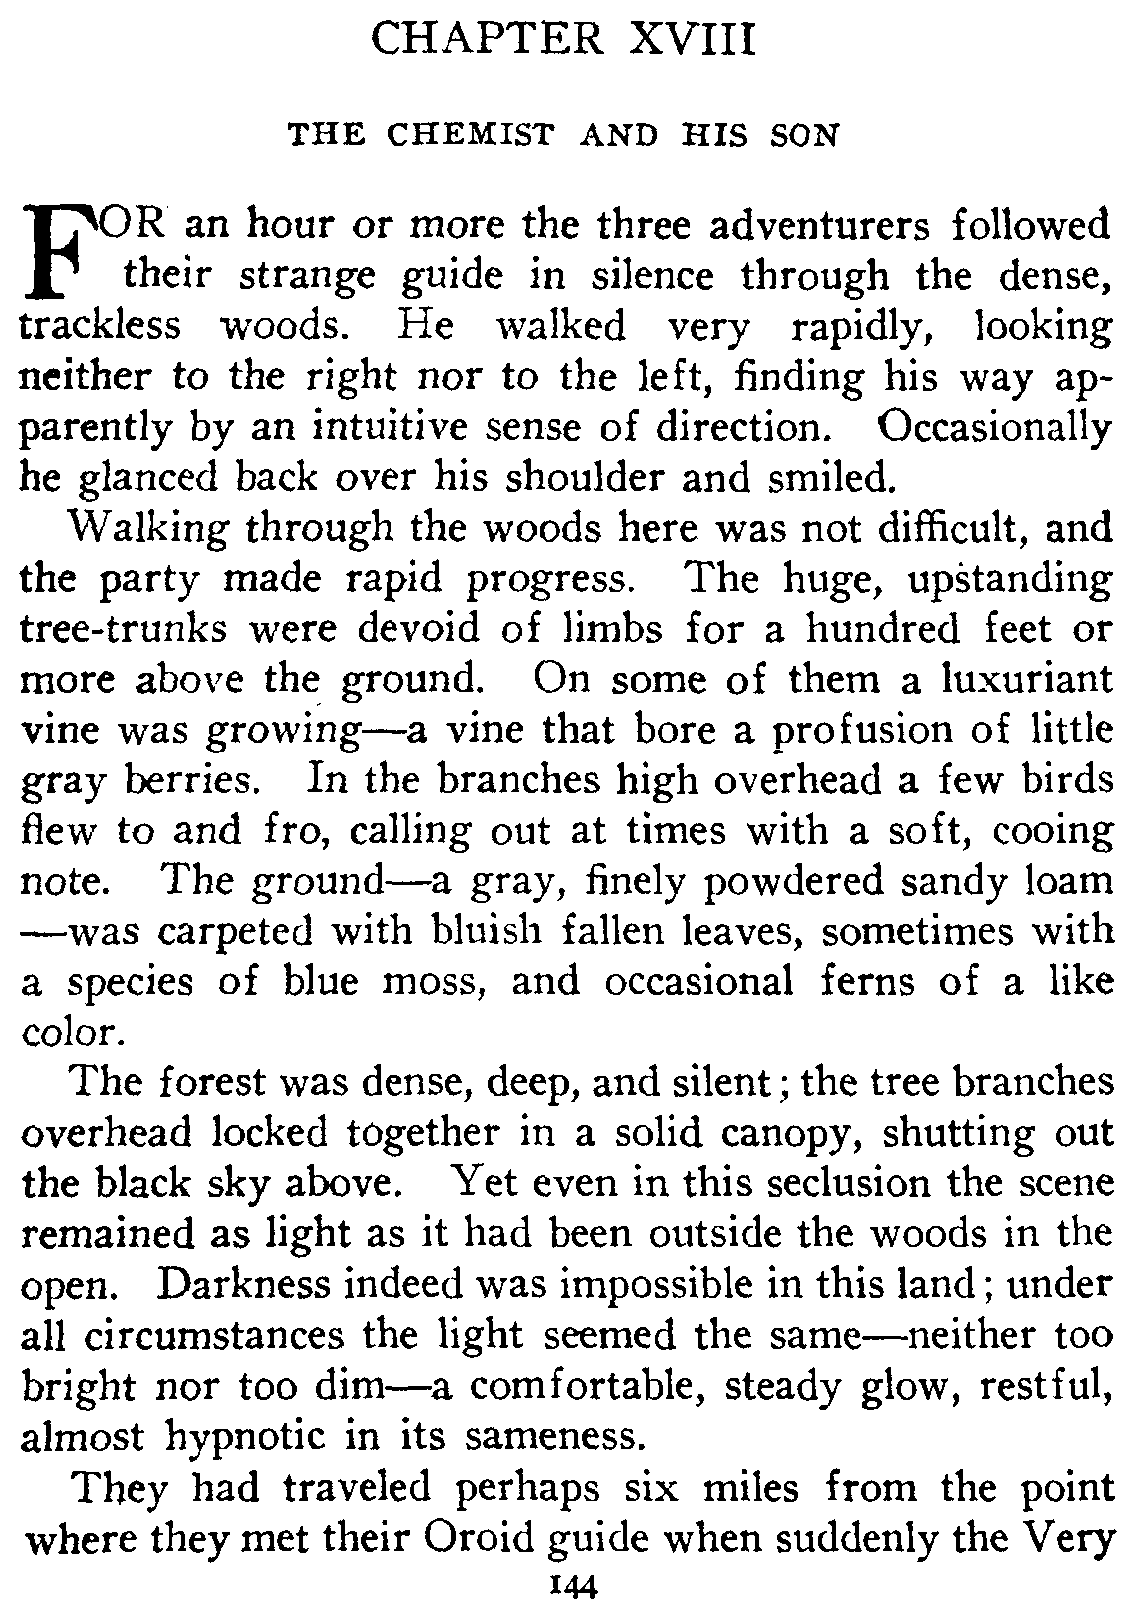 CHAPTER XVIII
THE CHEMIST AND HIS SON
FOR an hour or more the three adventurers followed
their strange guide in silence through the dense,
trackless woods. He walked very rapidly, looking
neither to the right nor to the left, finding his way ap-
parently by an intuitive sense of direction. Occasionally
he glanced back over his shoulder and smiled.
Walking through the woods here was not difficult, and
the party made rapid progress. The huge, upstanding
tree-trunks were devoid of limbs for a hundred feet or
more above the ground. On some of them a luxuriant
vine was growing—a vine that bore a profusion of little
gray berries. In the branches high overhead a few birds
flew to and fro, calling out at times with a soft, cooing
note. The ground—a gray, finely powdered sandy loam
—was carpeted with bluish fallen leaves, sometimes with
a species of blue moss, and occasional ferns of a like
color.
The forest was dense, deep, and silent; the tree branches
overhead locked together in a solid canopy, shutting out
the black sky above. Yet even in this seclusion the scene
remained as light as it had been outside the woods in the
open. Darkness indeed was impossible in this land; under
all circumstances the light seemed the same—neither too
bright nor too dim—a comfortable, steady glow, restful,
almost hypnotic in its sameness.
They had traveled perhaps six miles from the point
where they met their Oroid guide when suddenly the Very
144